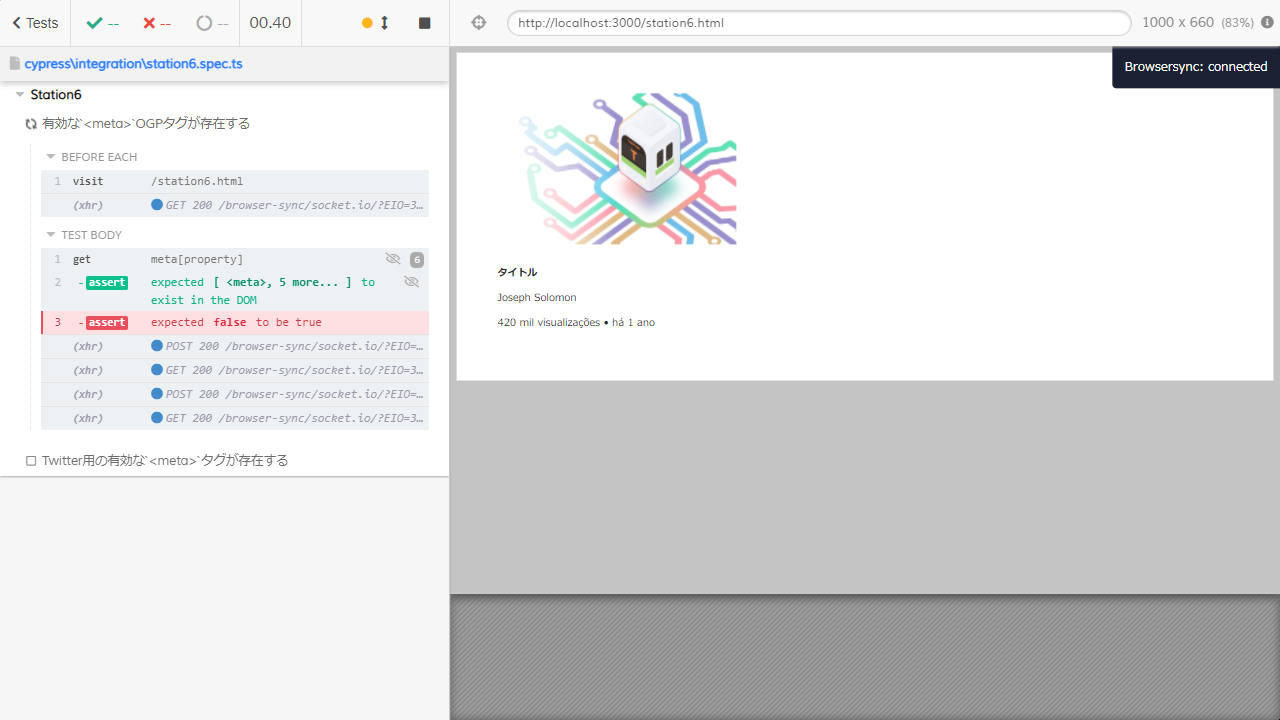 Tests
--
--
--
00.40
http://localhost:3000/station6.html
1000 x 660 (83%)
Browsersync: connected
cypress\integration\station6.spec.ts
Station6
有効な`<meta>`OGPタグが存在する
BEFORE EACH
1 visit /station6.html
(xhr) GET 200 /browser-sync/socket.io/?EIO=3…
TEST BODY
1 get meta[property] 6
2 -assert expected [ <meta>, 5 more... ] to
exist in the DOM
3 -assert expected false to be true
(xhr) POST 200 /browser-sync/socket.io/?EIO=…
(xhr) GET 200 /browser-sync/socket.io/?EIO=3…
(xhr) POST 200 /browser-sync/socket.io/?EIO=…
(xhr) GET 200 /browser-sync/socket.io/?EIO=3…
Twitter用の有効な`<meta>`タグが存在する
T
タイトル
Joseph Solomon
420 mil visualizações • há 1 ano